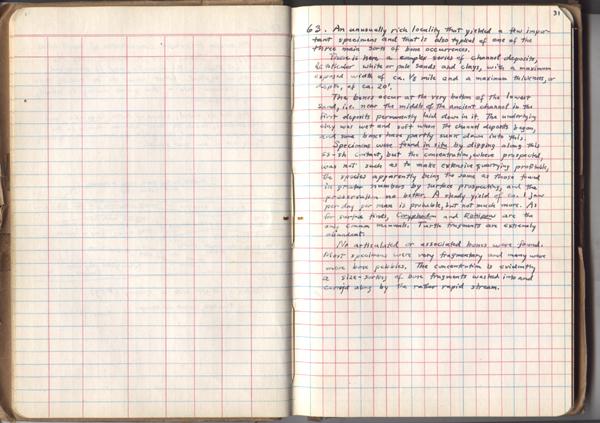 31
63. An unusually rich locality that yielded a few impor-
tant specimens and that is also typical of one of the
three main sorts of bone occurrences.
There is here a complex series of channel deposits,
lenticular white or pale sands and clays, with a maximum
exposed width of ca. 1/8 mile and a maximum thickness, or
depth, of ca. 20'.
The bones occur at the very bottom of the lowest
sand, i.e. near the middle of the ancient channel in the
first deposits permanently laid down in it. The underlying
clay was wet and soft when the channel deposits began,
and some bones have partly sunk down into this.
Specimens were found in situ by digging along this
ss-sh contact, but the concentration, where prospected,
was not such as to make extensive quarrying profitable,
the species apparently being the same as those found
in greater numbers by surface prospecting, and the
preservation no better. A steady yield of ca. 1 jaw
per day per man is probable, but not much more. As
for surface finds, Coryphodon and are the
only mammals. Turtle fragments are extremely
abundant.
No articulated or associated bones were found.
Most specimens were very fragmentary and many were
mere bone pebbles. The concentration is evidently
a size-sorting of bone fragments washed into and
carried along by the rather rapid stream.